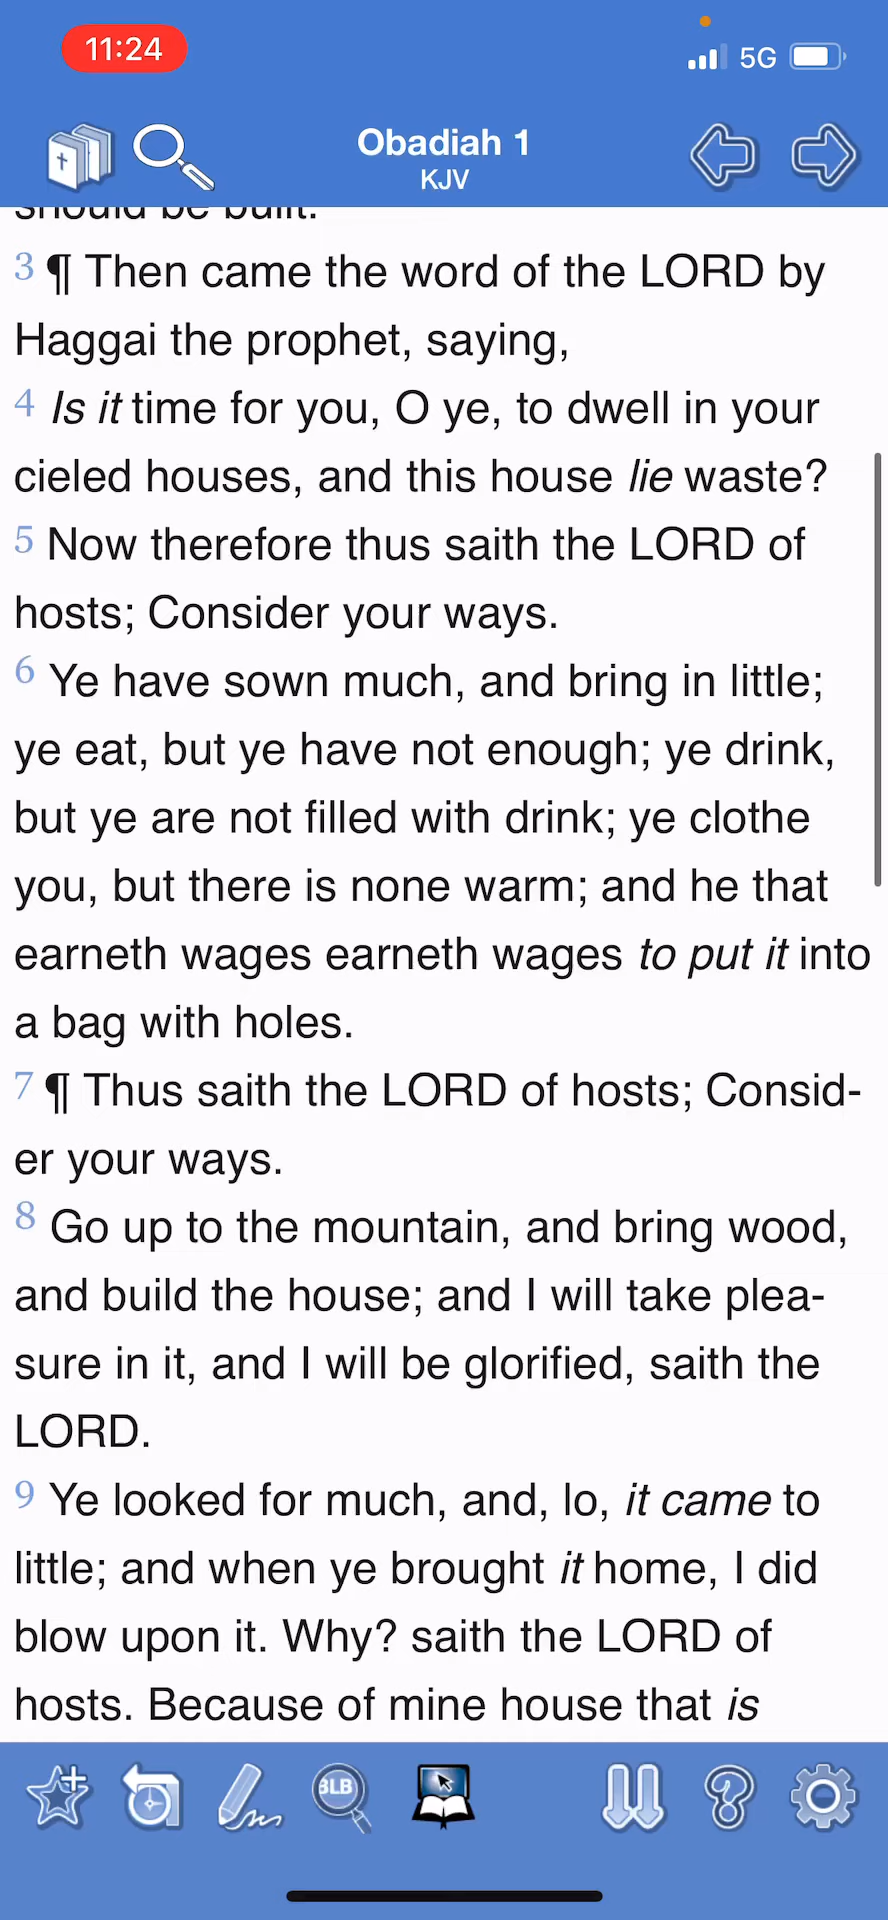 11:24
5G
Obadiah 1
KJV
should be built.
3 ¶ Then came the word of the LORD by
Haggai the prophet, saying,
4 Is it time for you, O ye, to dwell in your
cieled houses, and this house lie waste?
5 Now therefore thus saith the LORD of
hosts; Consider your ways.
6 Ye have sown much, and bring in little;
ye eat, but ye have not enough; ye drink,
but ye are not filled with drink; ye clothe
you, but there is none warm; and he that
earneth wages earneth wages to put it into
a bag with holes.
7 ¶ Thus saith the LORD of hosts; Consid-
er your ways.
8 Go up to the mountain, and bring wood,
and build the house; and I will take plea-
sure in it, and I will be glorified, saith the
LORD.
9 Ye looked for much, and, lo, it came to
little; and when ye brought it home, I did
blow upon it. Why? saith the LORD of
hosts. Because of mine house that is
BLB